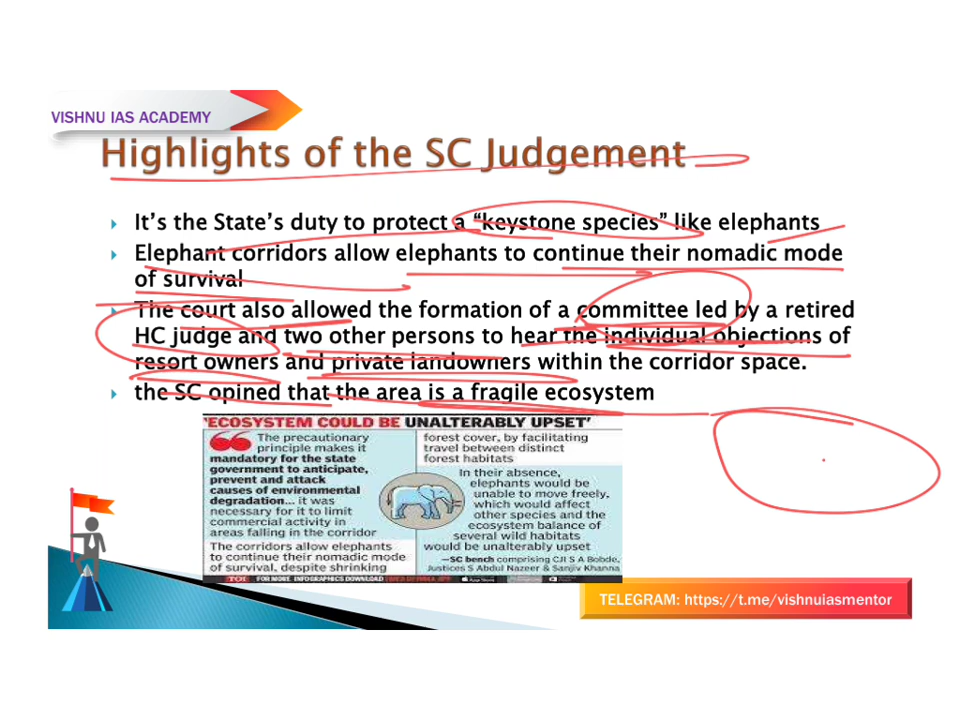 VISHNU IAS ACADEMY
Highlights of the SC Judgement
It's the State's duty to protect a "keystone species" like elephants
Elephant corridors allow elephants to continue their nomadic mode
of survival
The court also allowed the formation of a committee led by a retired
HC judge and two other persons to hear the individual objections of
resort owners and private landowners within the corridor space.
the SC opined that the area is a fragile ecosystem
'ECOSYSTEM COULD BE UNALTERABLY UPSET'
The precautionary
principle makes it
mandatory for the state
government to anticipate,
prevent and attack
causes of environmental
degradation... it was
necessary for it to limit
commercial activity in
areas falling in the corridor
The corridors allow elephants
to continue their nomadic mode
of survival, despite shrinking
forest cover, by facilitating
travel between distinct
forest habitats
In their absence,
elephants would be
unable to move freely,
which would affect
other species and the
ecosystem balance of
several wild habitats
would be unalterably upset
—SC bench comprising CJI S A Bobde,
Justices S Abdul Nazeer & Sanjiv Khanna
TOI FOR MORE INFOGRAPHICS DOWNLOAD
TELEGRAM: https://t.me/vishnuiasmentor